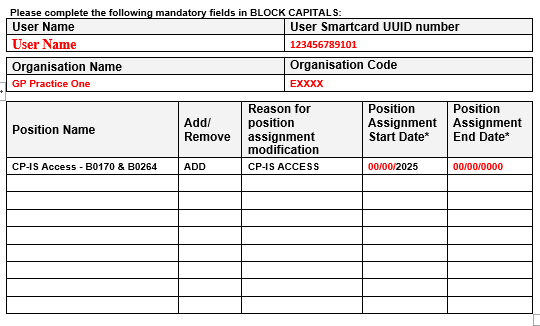 Please complete the following mandatory fields in BLOCK CAPITALS:
User Name User Smartcard UUID number
User Name 123456789101
Organisation Name Organisation Code
GP Practice One EXXXX
Position Name Add/ Remove Reason for position assignment modification Position Assignment Start Date* Position Assignment End Date*
CP-IS Access - B0170 & B0264 ADD CP-IS ACCESS 00/00/2025 00/00/0000